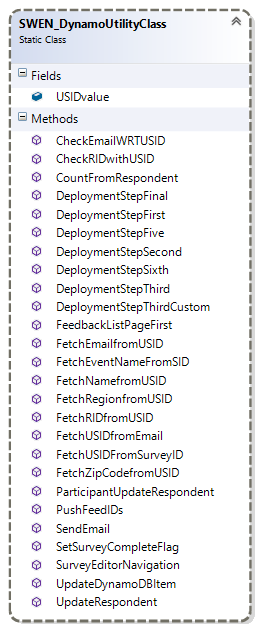 SWEN_DynamoUtilityClass
Static Class
Fields
USIDvalue
Methods
CheckEmailWRTUSID
CheckRIDwithUSID
CountFromRespondent
DeploymentStepFinal
DeploymentStepFirst
DeploymentStepFive
DeploymentStepSecond
DeploymentStepSixth
DeploymentStepThird
DeploymentStepThirdCustom
FeedbackListPageFirst
FetchEmailfromUSID
FetchEventNameFromSID
FetchNamefromUSID
FetchRegionfromUSID
FetchRIDfromUSID
FetchUSIDfromEmail
FetchUSIDFromSurveyID
FetchZipCodefromUSID
ParticipantUpdateRespondent
PushFeedIDs
SendEmail
SetSurveyCompleteFlag
SurveyEditorNavigation
UpdateDynamoDBItem
UpdateRespondent